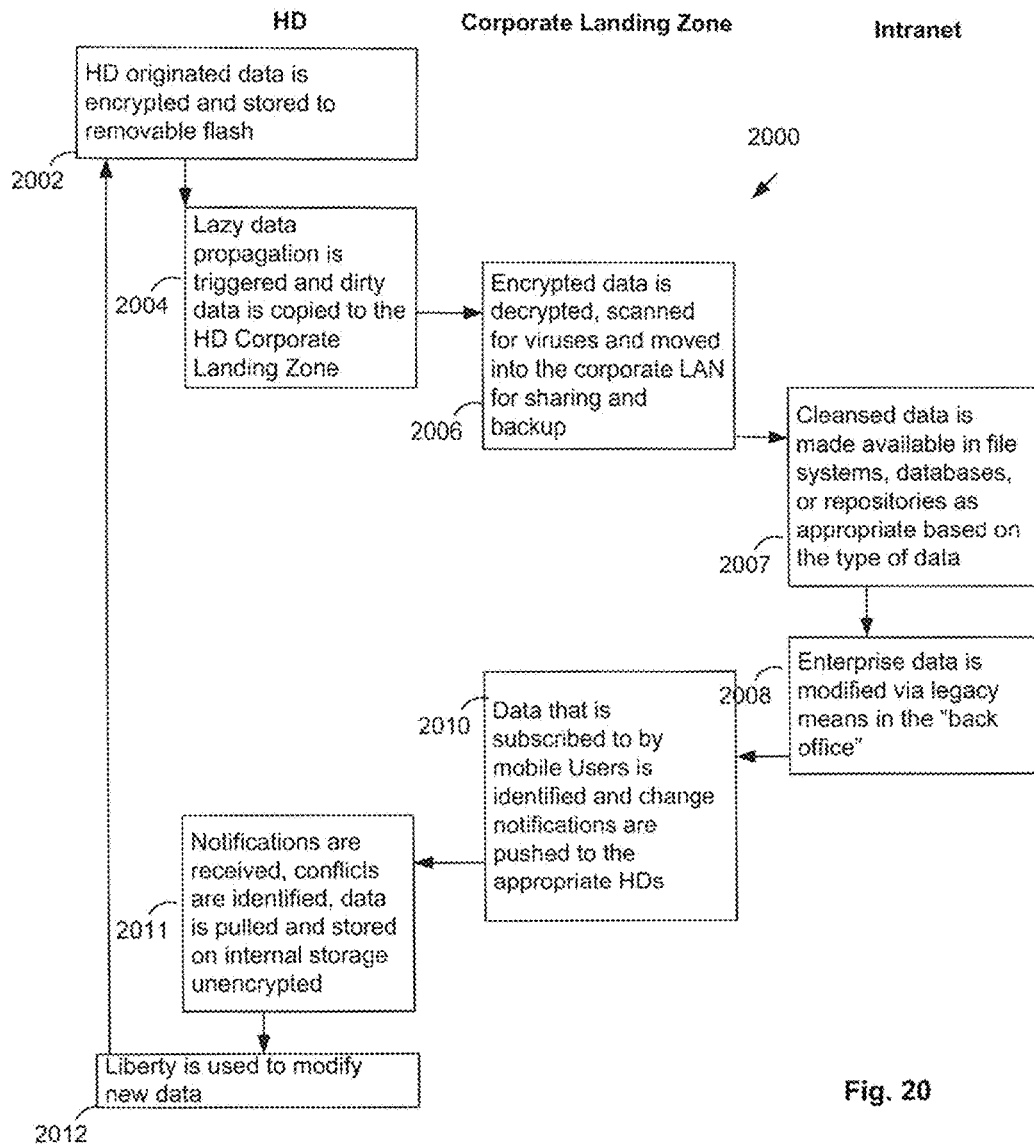 HD
Corporate Landing Zone
Intranet
HD originated data is
encrypted and stored to
removable flash
2002
2000
Lazy data
propagation is
triggered and dirty
data is copied to the
HD Corporate
Landing Zone
2004
Encrypted data is
decrypted, scanned
for viruses and moved
into the corporate LAN
for sharing and
backup
2006
Cleansed data is
made available in file
systems, databases,
or repositories as
appropriate based on
the type of data
2007
Enterprise data is
modified via legacy
means in the "back
office"
2008
2010
Data that is
subscribed to by
mobile Users is
identified and change
notifications are
pushed to the
appropriate HDs
Notifications are
received, conflicts
are identified, data
is pulled and stored
on internal storage
unencrypted
2011
Liberty is used to modify
new data
2012
Fig. 20